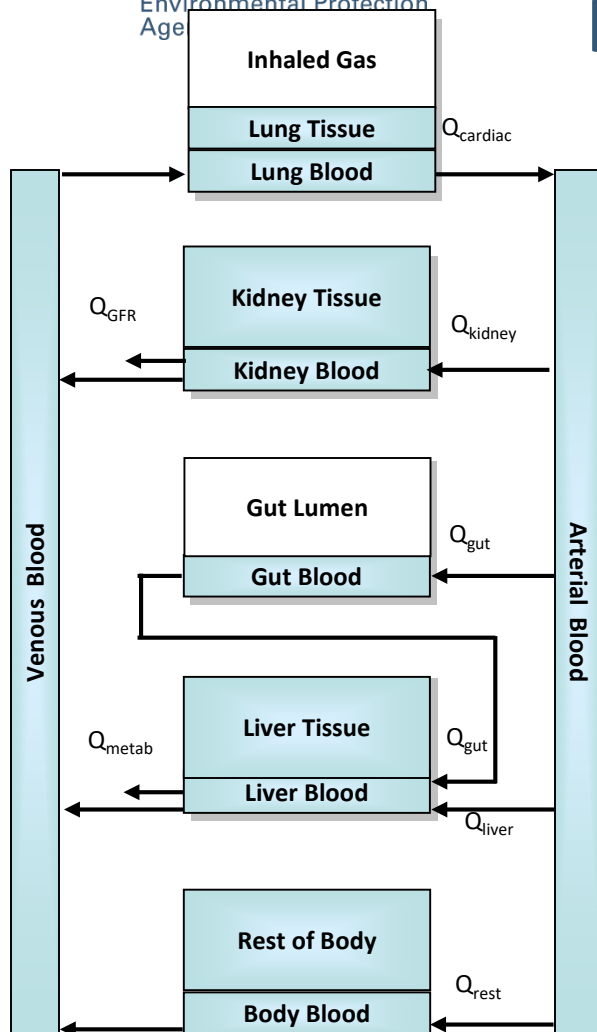 Environmental Protection
Inhaled Gas
Lung Tissue
Q_cardiac
Lung Blood
Kidney Tissue
Q_GFR
Q_kidney
Kidney Blood
Gut Lumen
Q_gut
Gut Blood
Venous Blood
Arterial Blood
Liver Tissue
Q_metab
Q_gut
Liver Blood
Q_liver
Rest of Body
Q_rest
Body Blood